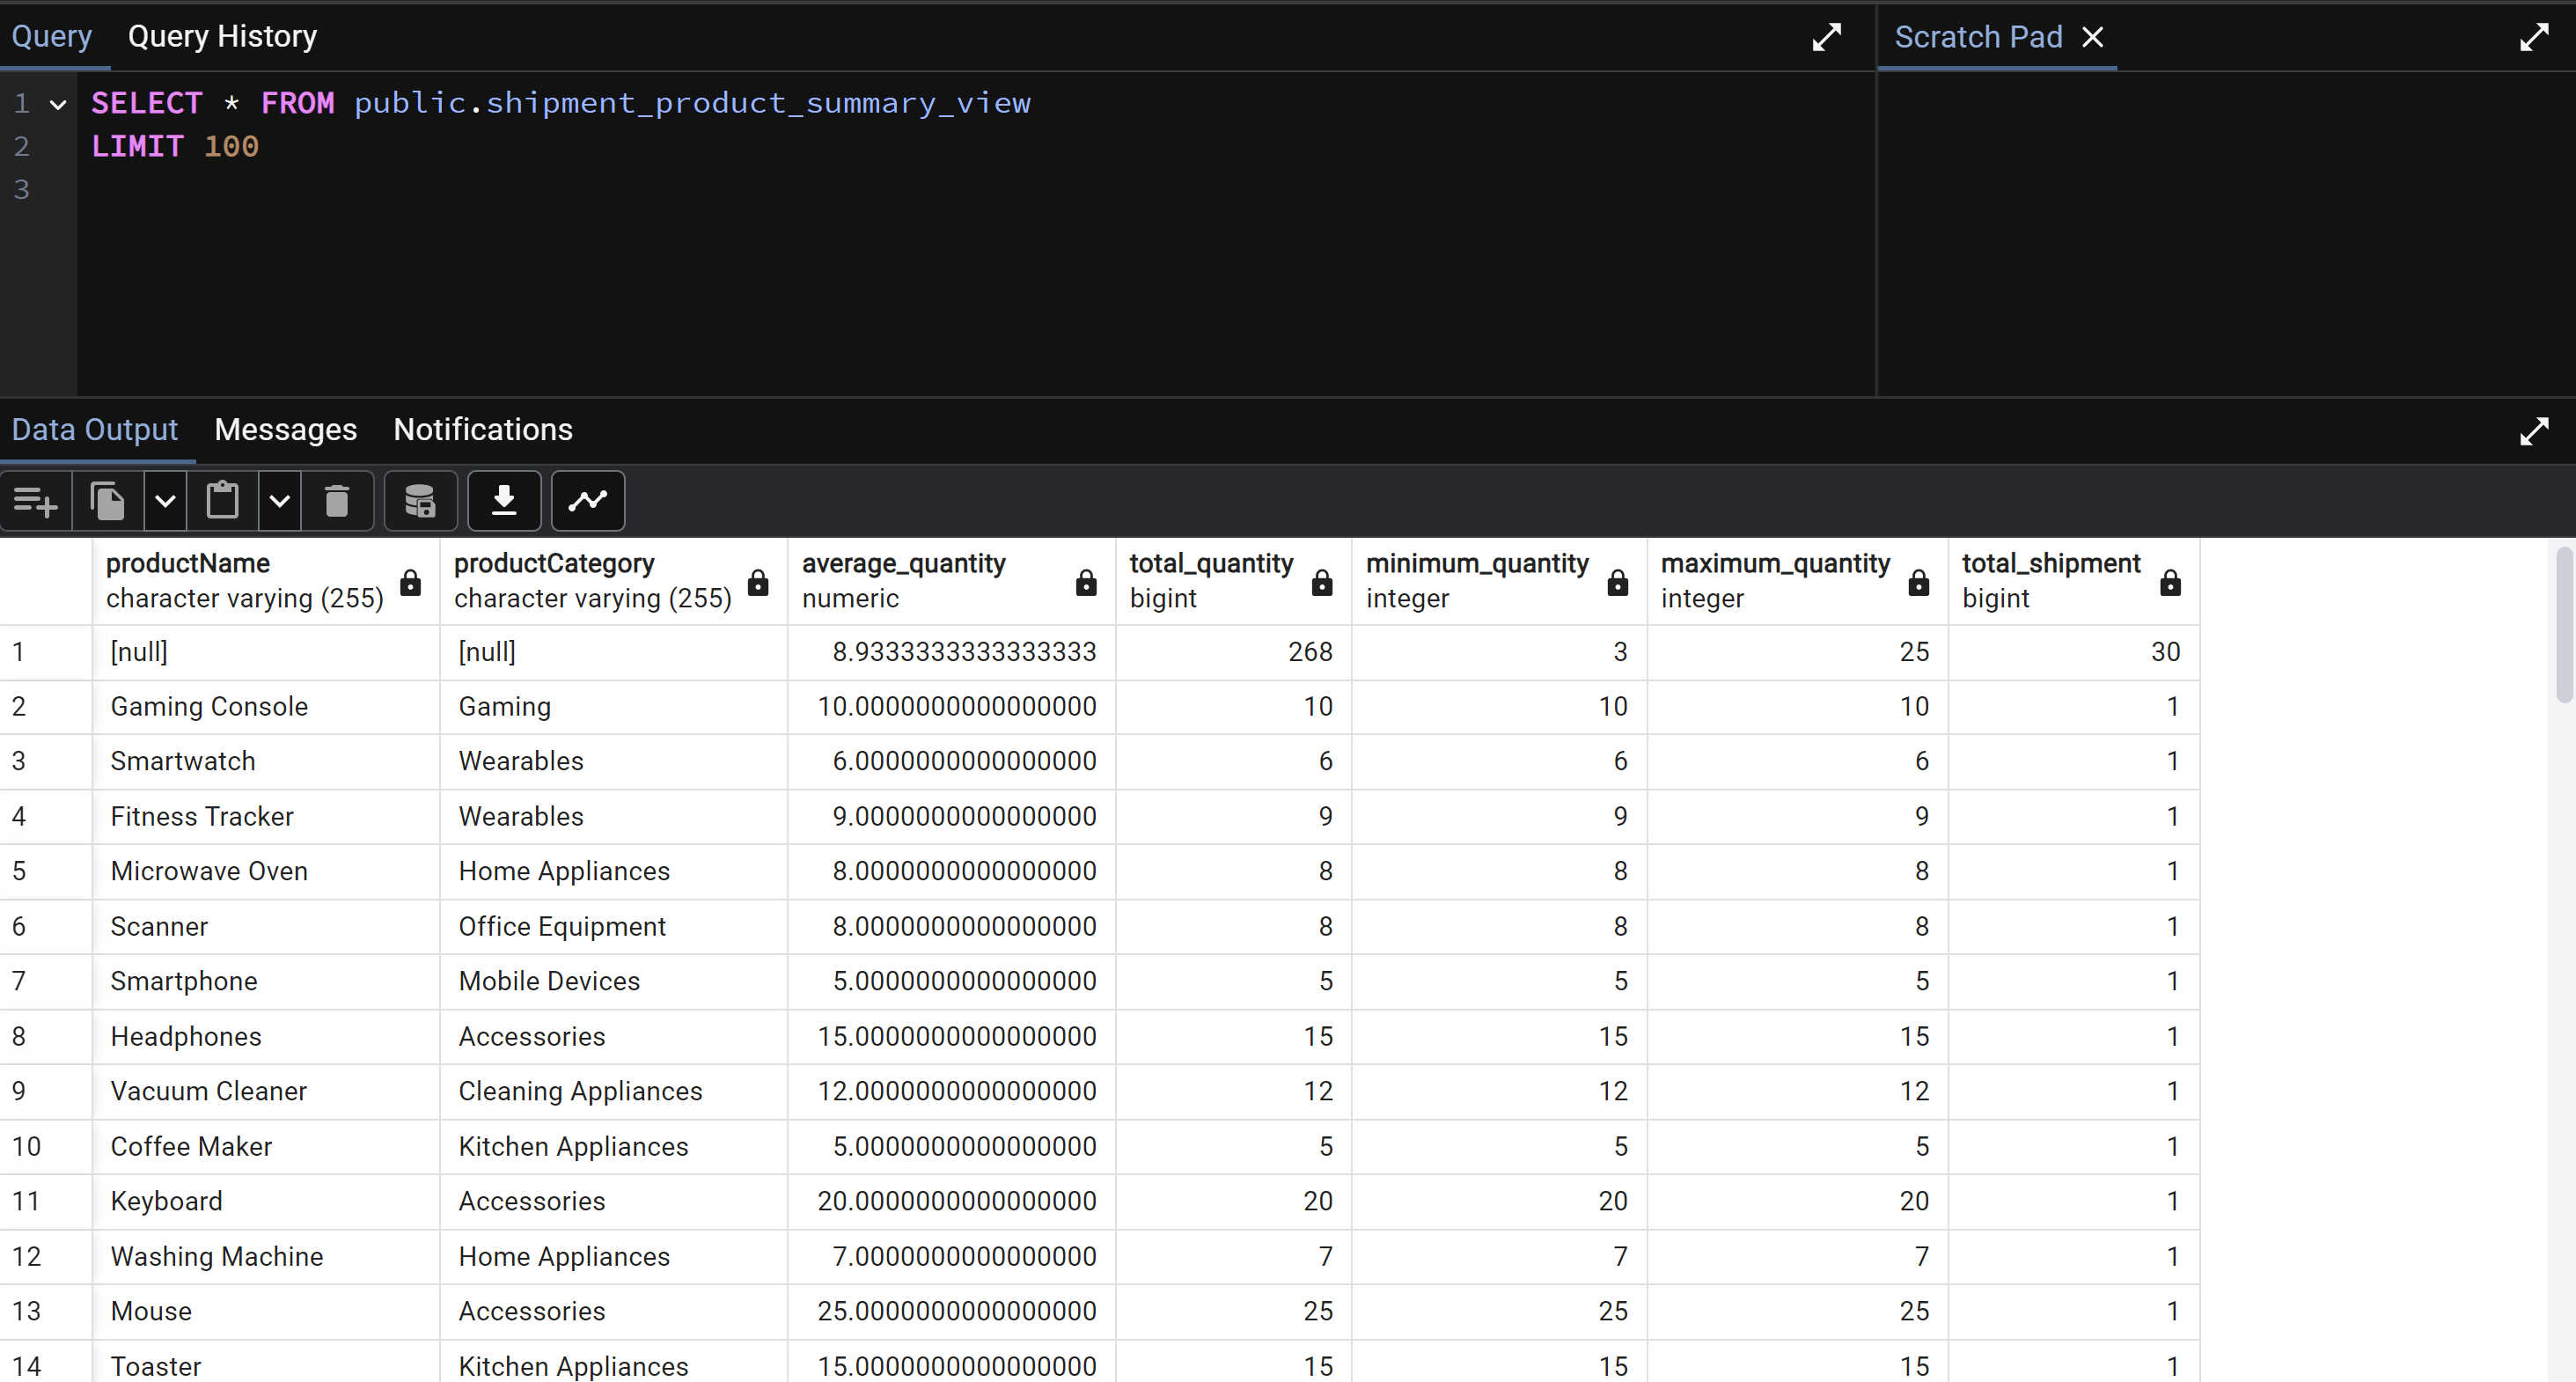 Query Query History Scratch Pad
1 SELECT * FROM public.shipment_product_summary_view
2 LIMIT 100
3
Data Output Messages Notifications
productName productCategory average_quantity total_quantity minimum_quantity maximum_quantity total_shipment
character varying (255) character varying (255) numeric bigint integer integer bigint
1 [null] [null] 8.9333333333333333 268 3 25 30
2 Gaming Console Gaming 10.0000000000000000 10 10 10 1
3 Smartwatch Wearables 6.0000000000000000 6 6 6 1
4 Fitness Tracker Wearables 9.0000000000000000 9 9 9 1
5 Microwave Oven Home Appliances 8.0000000000000000 8 8 8 1
6 Scanner Office Equipment 8.0000000000000000 8 8 8 1
7 Smartphone Mobile Devices 5.0000000000000000 5 5 5 1
8 Headphones Accessories 15.0000000000000000 15 15 15 1
9 Vacuum Cleaner Cleaning Appliances 12.0000000000000000 12 12 12 1
10 Coffee Maker Kitchen Appliances 5.0000000000000000 5 5 5 1
11 Keyboard Accessories 20.0000000000000000 20 20 20 1
12 Washing Machine Home Appliances 7.0000000000000000 7 7 7 1
13 Mouse Accessories 25.0000000000000000 25 25 25 1
14 Toaster Kitchen Appliances 15.0000000000000000 15 15 15 1